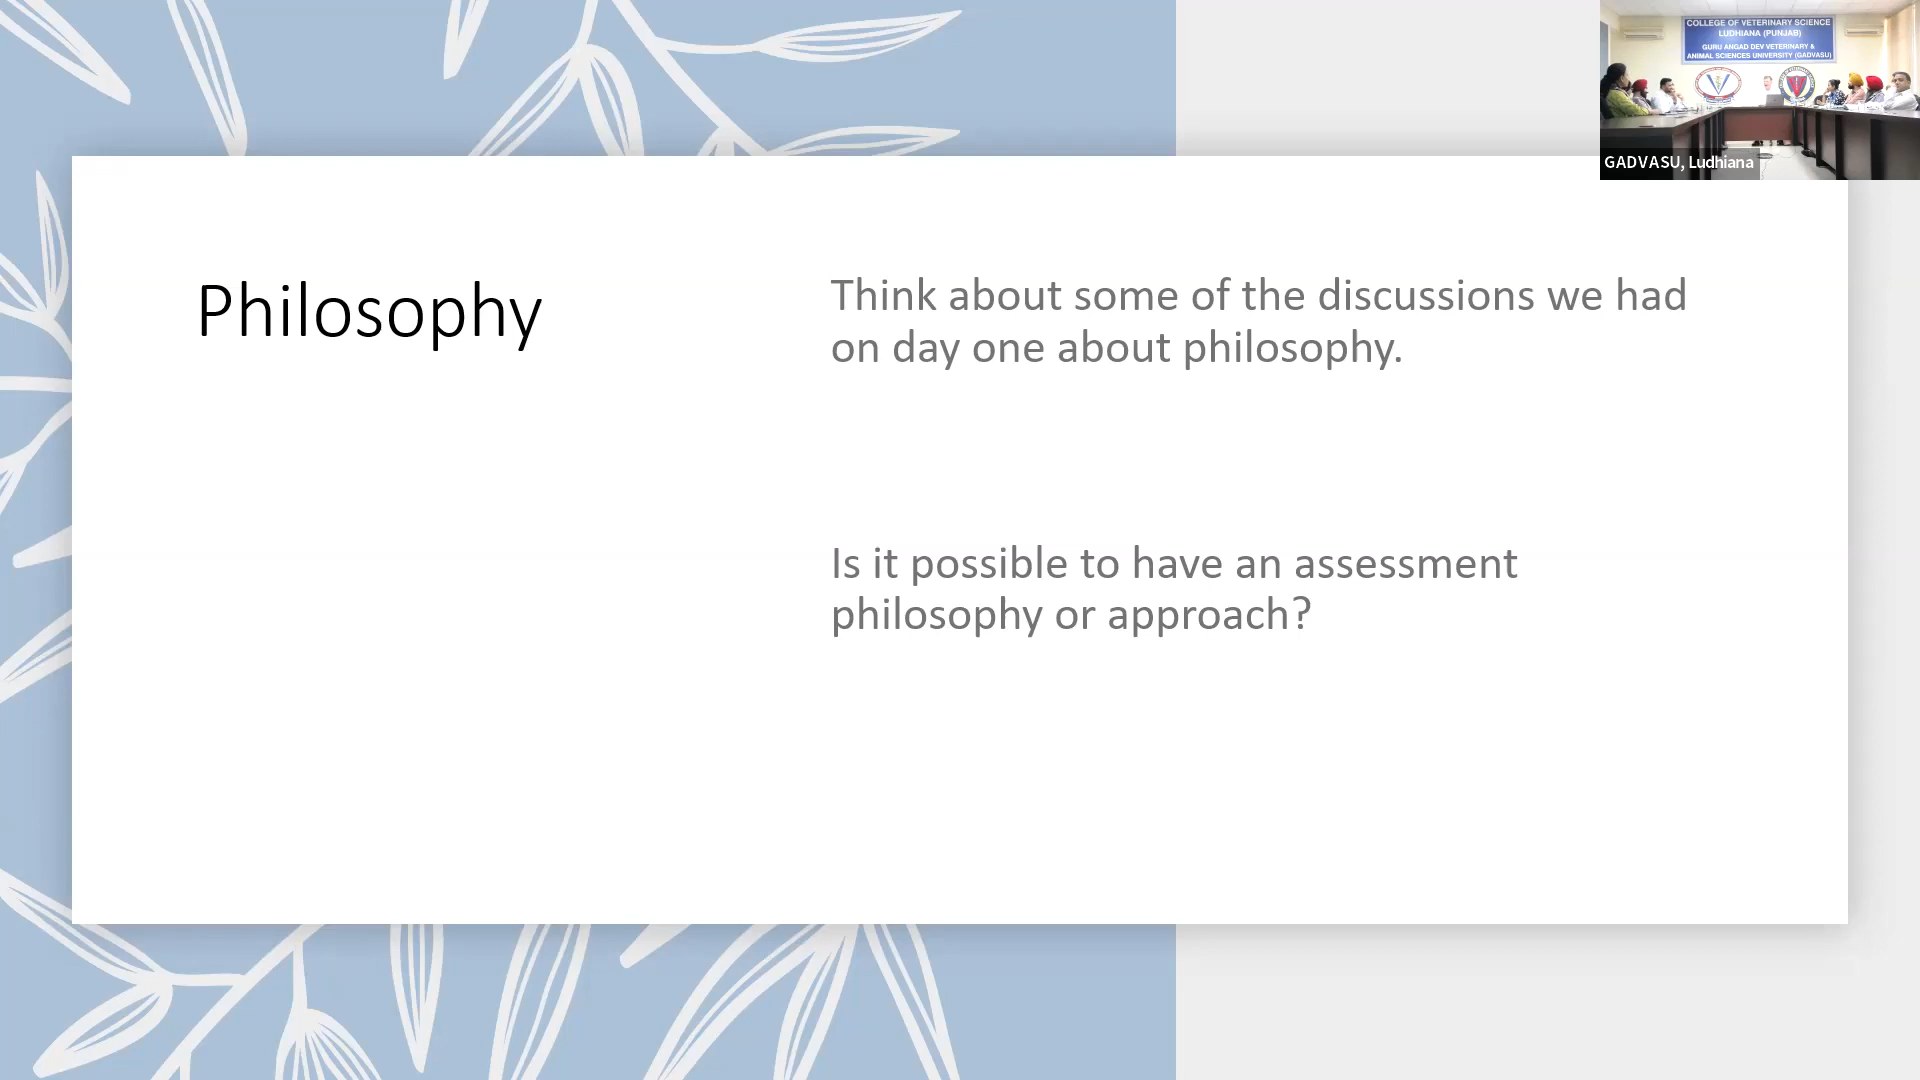 Philosophy
Think about some of the discussions we had
on day one about philosophy.
Is it possible to have an assessment
philosophy or approach?
COLLEGE OF VETERINARY SCIENCE
LUDHIANA (PUNJAB)
GURU ANGAD DEV VETERINARY &
ANIMAL SCIENCES UNIVERSITY (GADVASU)
GADVASU, Ludhiana